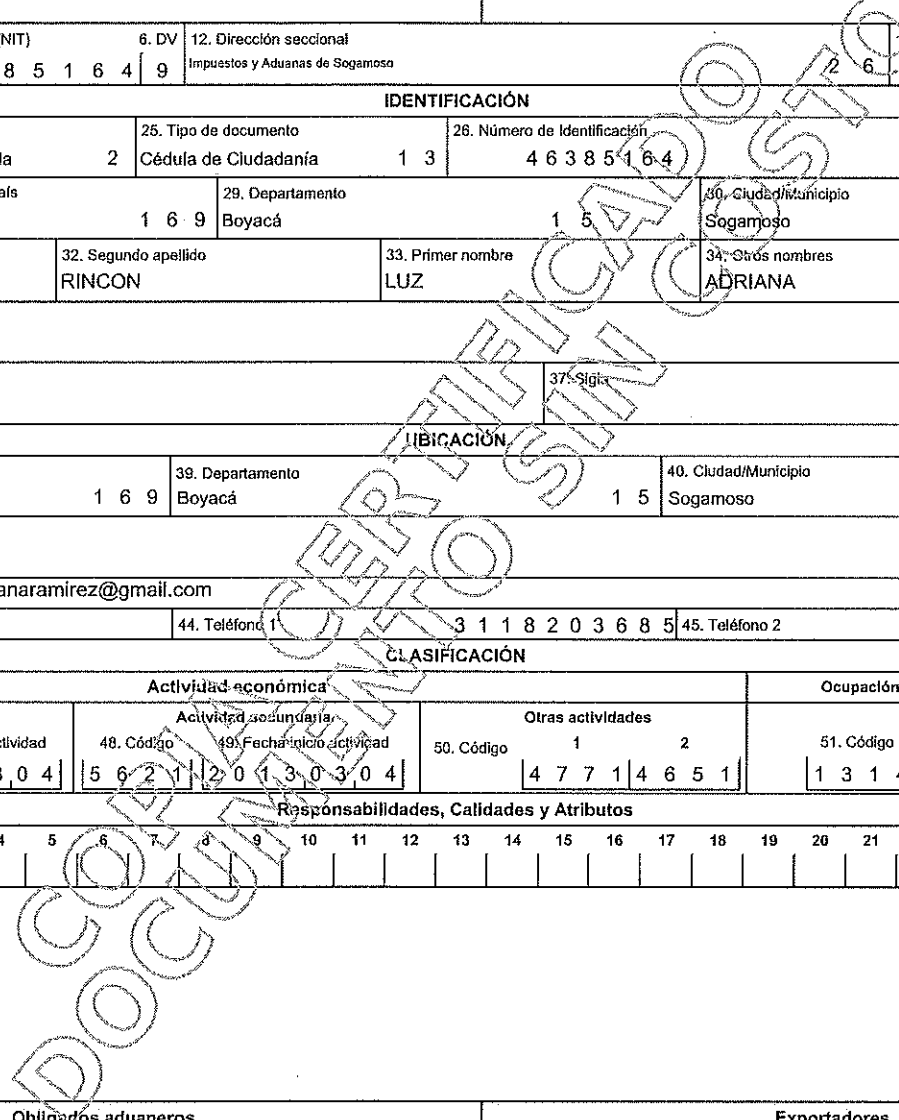 (NIT) 6. DV 12. Dirección seccional
8 5 1 6 4 9 Impuestos y Aduanas de Sogamoso 2 6
IDENTIFICACIÓN
25. Tipo de documento 26. Número de Identificación
2 Cédula de Ciudadanía 1 3 4 6 3 8 5 1 6 4
29. Departamento 30. Ciudad/Municipio
1 6 9 Boyacá 1 5 Sogamoso
32. Segundo apellido 33. Primer nombre 34. Otros nombres
RINCON LUZ ADRIANA
37. Sigla
UBICACIÓN
39. Departamento 40. Ciudad/Municipio
1 6 9 Boyacá 1 5 Sogamoso
anaramirez@gmail.com
44. Teléfono 1 3 1 1 8 2 0 3 6 8 5 45. Teléfono 2
CLASIFICACIÓN
Actividad económica Ocupación
Actividad secundaria Otras actividades
48. Código 49. Fecha inicio actividad 50. Código 1 2 51. Código
0 4 5 6 2 1 2 0 1 3 0 3 0 4 4 7 7 1 4 6 5 1 1 3 1 4
Responsabilidades, Calidades y Atributos
5 6 7 8 9 10 11 12 13 14 15 16 17 18 19 20 21
Obligados aduaneros Exportadores
COPIA CERTIFICADO
DOCUMENTO SIN COSTO